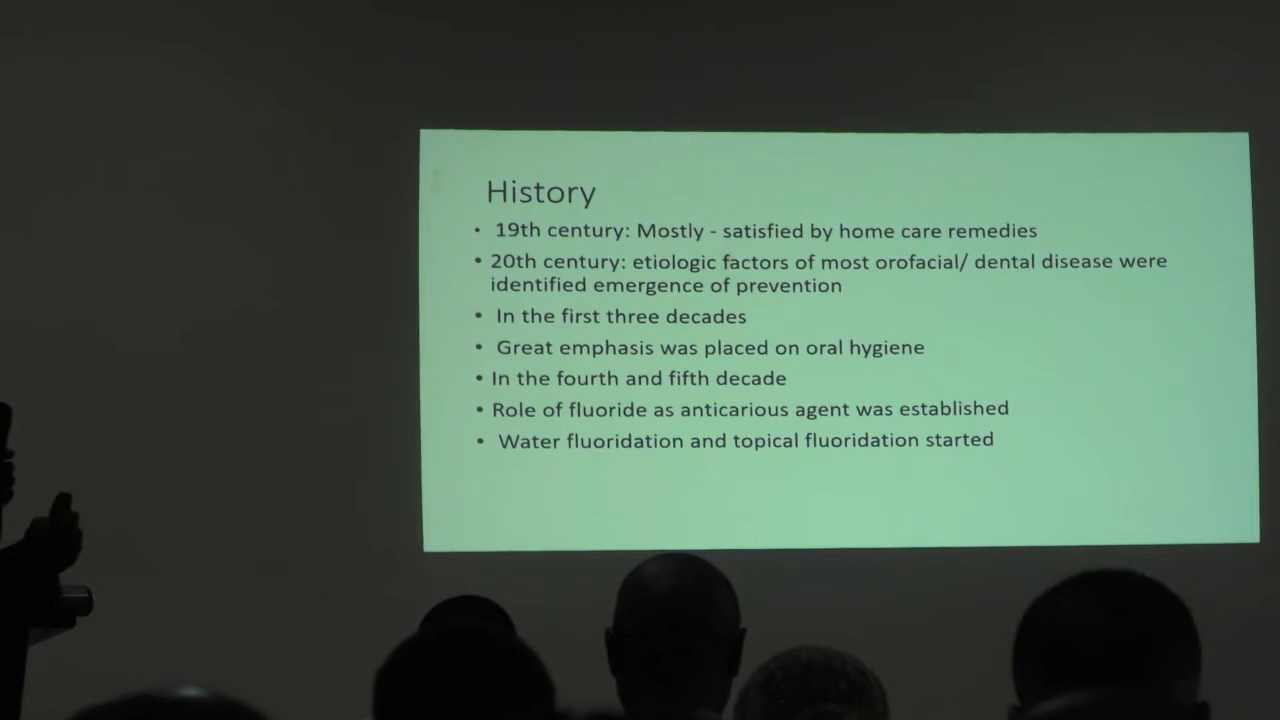 History
• 19th century: Mostly - satisfied by home care remedies
• 20th century: etiologic factors of most orofacial/ dental disease were
identified emergence of prevention
• In the first three decades
• Great emphasis was placed on oral hygiene
• In the fourth and fifth decade
• Role of fluoride as anticarious agent was established
• Water fluoridation and topical fluoridation started